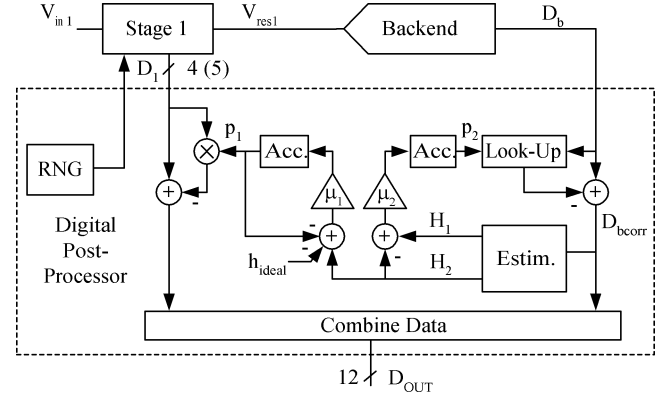 V_in 1
Stage 1
V_res1
Backend
D_b
D_1
4 (5)
RNG
p_1
Acc.
p_2
Acc.
Look-Up
×
+
-
μ_1
μ_2
-
+
D_bcorr
Digital
Post-
Processor
-
-
+
h_ideal
+
-
H_1
H_2
Estim.
Combine Data
12
D_OUT